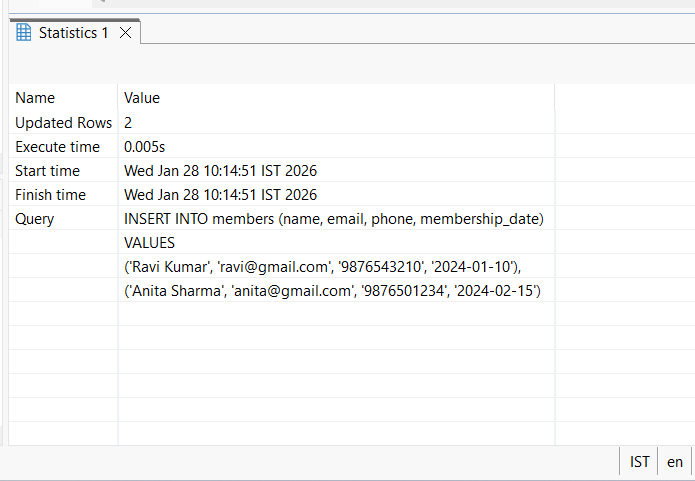 Statistics 1
Name Value
Updated Rows 2
Execute time 0.005s
Start time Wed Jan 28 10:14:51 IST 2026
Finish time Wed Jan 28 10:14:51 IST 2026
Query INSERT INTO members (name, email, phone, membership_date)
VALUES
('Ravi Kumar', 'ravi@gmail.com', '9876543210', '2024-01-10'),
('Anita Sharma', 'anita@gmail.com', '9876501234', '2024-02-15')
IST en